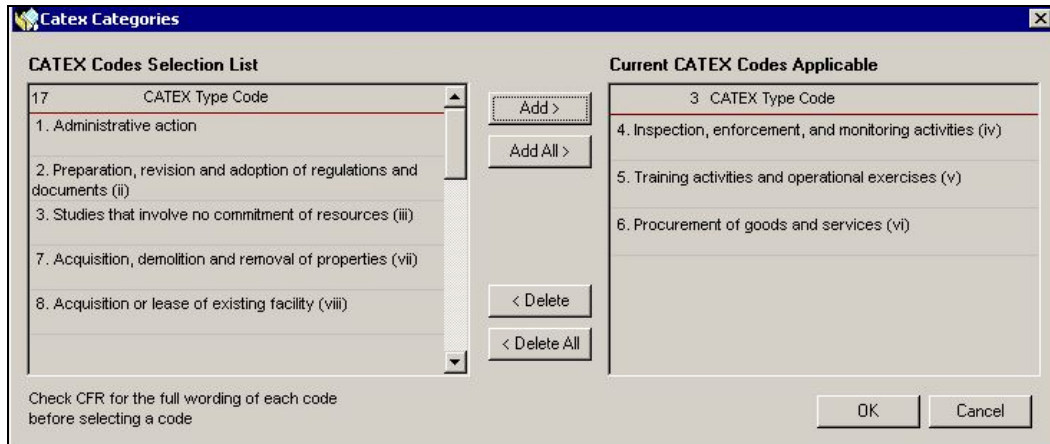 Catex Categories
CATEX Codes Selection List
17 CATEX Type Code
1. Administrative action
2. Preparation, revision and adoption of regulations and
documents (ii)
3. Studies that involve no commitment of resources (iii)
7. Acquisition, demolition and removal of properties (vii)
8. Acquisition or lease of existing facility (viii)
Add >
Add All >
< Delete
< Delete All
Current CATEX Codes Applicable
3 CATEX Type Code
4. Inspection, enforcement, and monitoring activities (iv)
5. Training activities and operational exercises (v)
6. Procurement of goods and services (vi)
Check CFR for the full wording of each code
before selecting a code
OK
Cancel